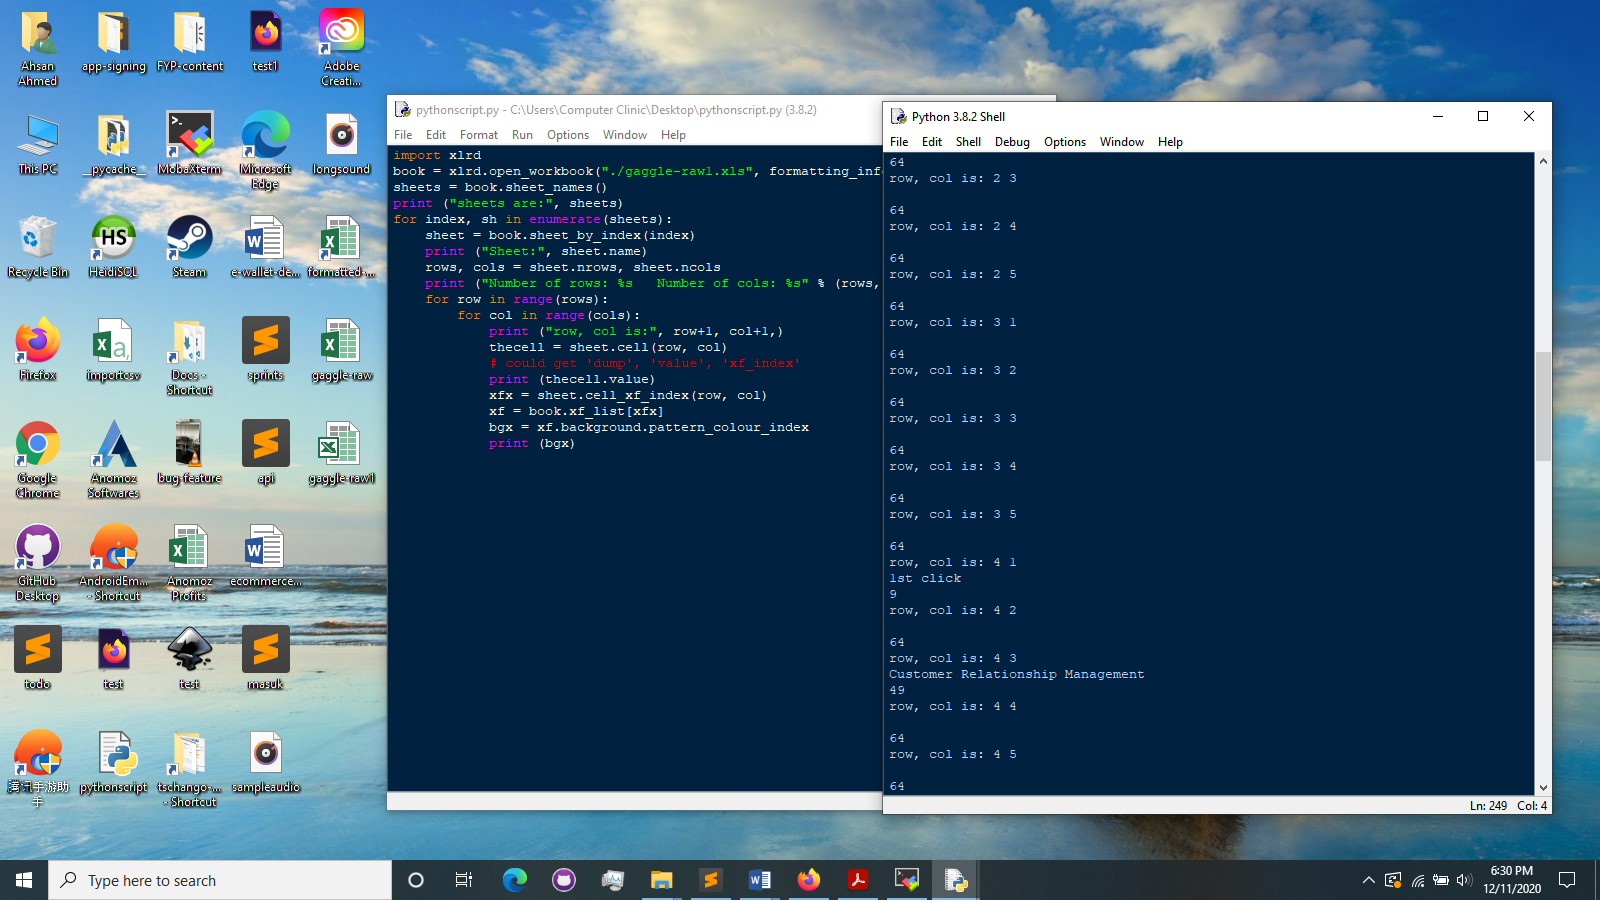 Ahsan Ahmed
app-signing
FYP-content
test1
Adobe Creati...
This PC
__pycache__
MobaXterm
Microsoft Edge
longsound
Recycle Bin
HeidiSQL
Steam
e-wallet-de...
formatted-...
Firefox
importcsv
Docs - Shortcut
sprints
gaggle-raw
Google Chrome
Anomoz Softwares
bug-feature
api
gaggle-raw1
GitHub Desktop
AndroidEm... - Shortcut
Anomoz Profits
ecommerce...
todo
test
test
masuk
腾讯手游助手
pythonscript
tschango-... - Shortcut
sampleaudio
pythonscript.py - C:\Users\Computer Clinic\Desktop\pythonscript.py (3.8.2)
File Edit Format Run Options Window Help
import xlrd
book = xlrd.open_workbook("./gaggle-raw1.xls", formatting_inf
sheets = book.sheet_names()
print ("sheets are:", sheets)
for index, sh in enumerate(sheets):
    sheet = book.sheet_by_index(index)
    print ("Sheet:", sheet.name)
    rows, cols = sheet.nrows, sheet.ncols
    print ("Number of rows: %s   Number of cols: %s" % (rows,
    for row in range(rows):
        for col in range(cols):
            print ("row, col is:", row+1, col+1,)
            thecell = sheet.cell(row, col)
            # could get 'dump', 'value', 'xf_index'
            print (thecell.value)
            xfx = sheet.cell_xf_index(row, col)
            xf = book.xf_list[xfx]
            bgx = xf.background.pattern_colour_index
            print (bgx)
Python 3.8.2 Shell
File Edit Shell Debug Options Window Help
64
row, col is: 2 3
64
row, col is: 2 4
64
row, col is: 2 5
64
row, col is: 3 1
64
row, col is: 3 2
64
row, col is: 3 3
64
row, col is: 3 4
64
row, col is: 3 5
64
row, col is: 4 1
1st click
9
row, col is: 4 2
64
row, col is: 4 3
Customer Relationship Management
49
row, col is: 4 4
64
row, col is: 4 5
64
Ln: 249 Col: 4
Type here to search
6:30 PM
12/11/2020